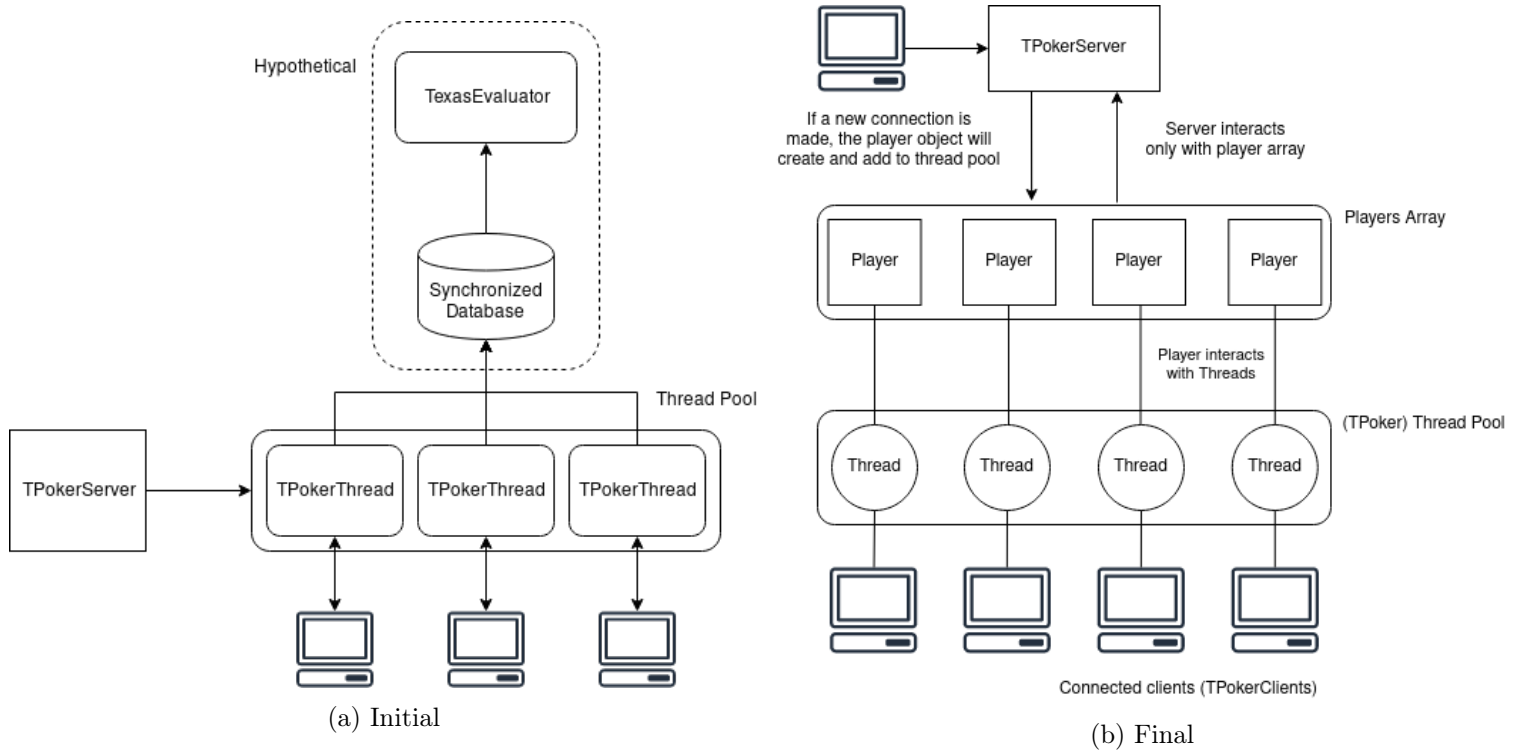 Hypothetical
TexasEvaluator
Synchronized
Database
Thread Pool
TPokerServer
TPokerThread
TPokerThread
TPokerThread
(a) Initial
TPokerServer
If a new connection is
made, the player object will
create and add to thread pool
Server interacts
only with player array
Players Array
Player
Player
Player
Player
Player interacts
with Threads
(TPoker) Thread Pool
Thread
Thread
Thread
Thread
Connected clients (TPokerClients)
(b) Final